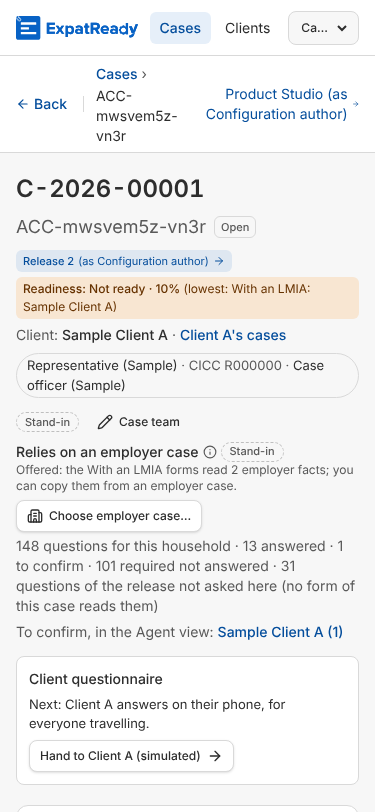 ExpatReady Cases Clients Ca...
Back
Cases ›
ACC-
mwsvem5z-
vn3r
Product Studio (as
Configuration author) →
C-2026-00001
ACC-mwsvem5z-vn3r Open
Release 2 (as Configuration author) →
Readiness: Not ready · 10% (lowest: With an LMIA:
Sample Client A)
Client: Sample Client A · Client A's cases
Representative (Sample) · CICC R000000 · Case
officer (Sample)
Stand-in Case team
Relies on an employer case Stand-in
Offered: the With an LMIA forms read 2 employer facts; you
can copy them from an employer case.
Choose employer case...
148 questions for this household · 13 answered · 1
to confirm · 101 required not answered · 31
questions of the release not asked here (no form of
this case reads them)
To confirm, in the Agent view: Sample Client A (1)
Client questionnaire
Next: Client A answers on their phone, for
everyone travelling.
Hand to Client A (simulated) →